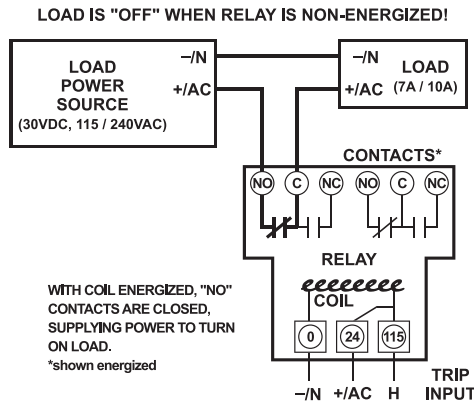 LOAD IS "OFF" WHEN RELAY IS NON-ENERGIZED!
LOAD
POWER
SOURCE
(30VDC, 115 / 240VAC)
–/N
+/AC
–/N
+/AC
LOAD
(7A / 10A)
CONTACTS*
NO C NC NO C NC
RELAY
COIL
WITH COIL ENERGIZED, "NO"
CONTACTS ARE CLOSED,
SUPPLYING POWER TO TURN
ON LOAD.
*shown energized
0 24 115
–/N +/AC H
TRIP
INPUT